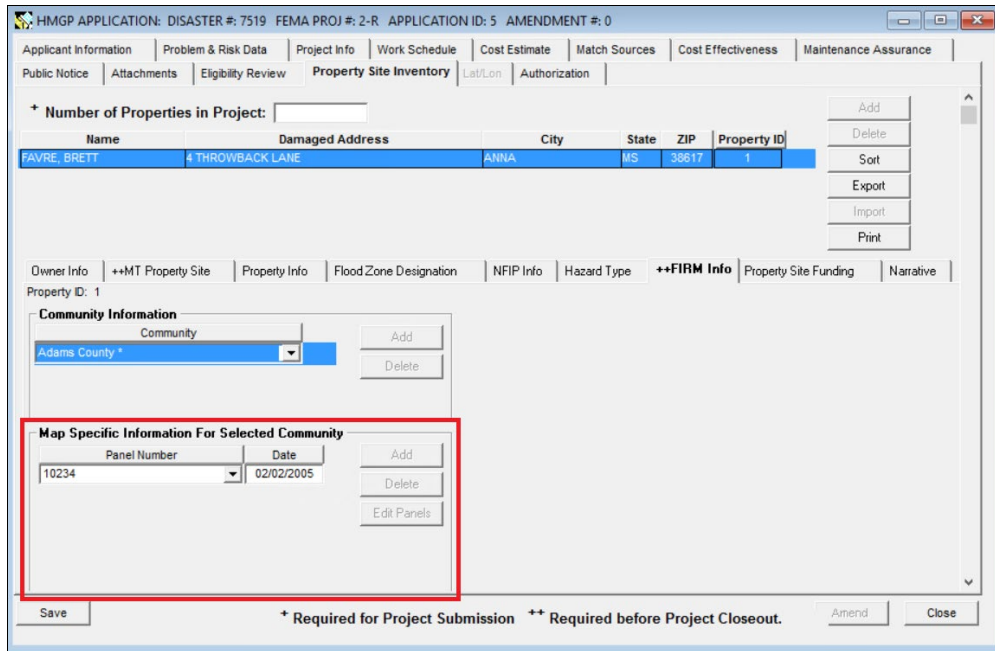 HMGP APPLICATION: DISASTER #: 7519 FEMA PROJ #: 2-R APPLICATION ID: 5 AMENDMENT #: 0
Applicant Information Problem & Risk Data Project Info Work Schedule Cost Estimate Match Sources Cost Effectiveness Maintenance Assurance
Public Notice Attachments Eligibility Review Property Site Inventory Lat/Lon Authorization
+ Number of Properties in Project:
Add
Name Damaged Address City State ZIP Property ID
Delete
FAVRE, BRETT 4 THROWBACK LANE ANNA MS 38617 1
Sort
Export
Import
Print
Owner Info ++MT Property Site Property Info Flood Zone Designation NFIP Info Hazard Type ++FIRM Info Property Site Funding Narrative
Property ID: 1
Community Information
Community
Add
Adams County *
Delete
Map Specific Information For Selected Community
Panel Number Date
Add
10234 02/02/2005
Delete
Edit Panels
Save + Required for Project Submission ++ Required before Project Closeout. Amend Close